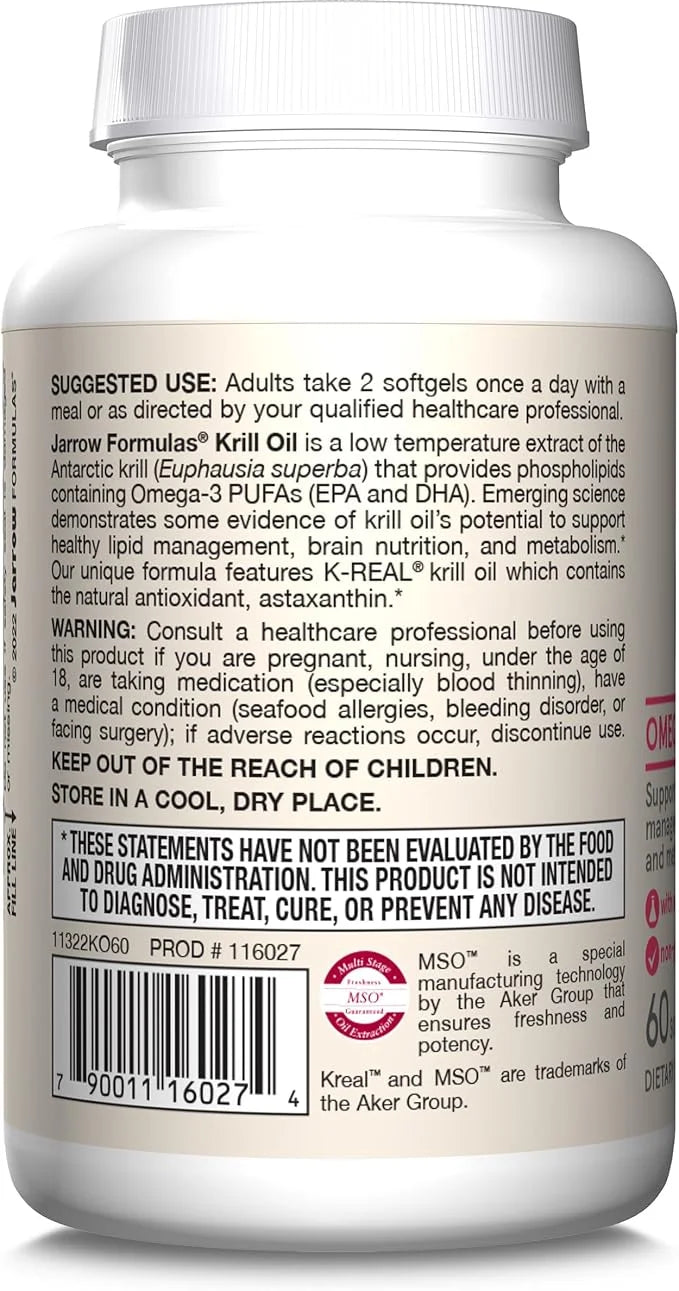 SUGGESTED USE: Adults take 2 softgels once a day with a
meal or as directed by your qualified healthcare professional.
Jarrow Formulas® Krill Oil is a low temperature extract of the
Antarctic krill (Euphausia superba) that provides phospholipids
containing Omega-3 PUFAs (EPA and DHA). Emerging science
demonstrates some evidence of krill oil's potential to support
healthy lipid management, brain nutrition, and metabolism.*
Our unique formula features K-REAL® krill oil which contains
the natural antioxidant, astaxanthin.*
WARNING: Consult a healthcare professional before using
this product if you are pregnant, nursing, under the age of
18, are taking medication (especially blood thinning), have
a medical condition (seafood allergies, bleeding disorder, or
facing surgery); if adverse reactions occur, discontinue use.
KEEP OUT OF THE REACH OF CHILDREN.
STORE IN A COOL, DRY PLACE.
*THESE STATEMENTS HAVE NOT BEEN EVALUATED BY THE FOOD
AND DRUG ADMINISTRATION. THIS PRODUCT IS NOT INTENDED
TO DIAGNOSE, TREAT, CURE, OR PREVENT ANY DISEASE.
11322KO60 PROD # 116027
7 90011 16027 4
Multi Stage
Freshness
MSO®
Guaranteed
Oil Extraction
MSO™ is a special
manufacturing technology
by the Aker Group that
ensures freshness and
potency.
Kreal™ and MSO™ are trademarks of
the Aker Group.
or missing.
© 2022 Jarrow FORMULAS®
APPROX.
FILL LINE
and
with
60